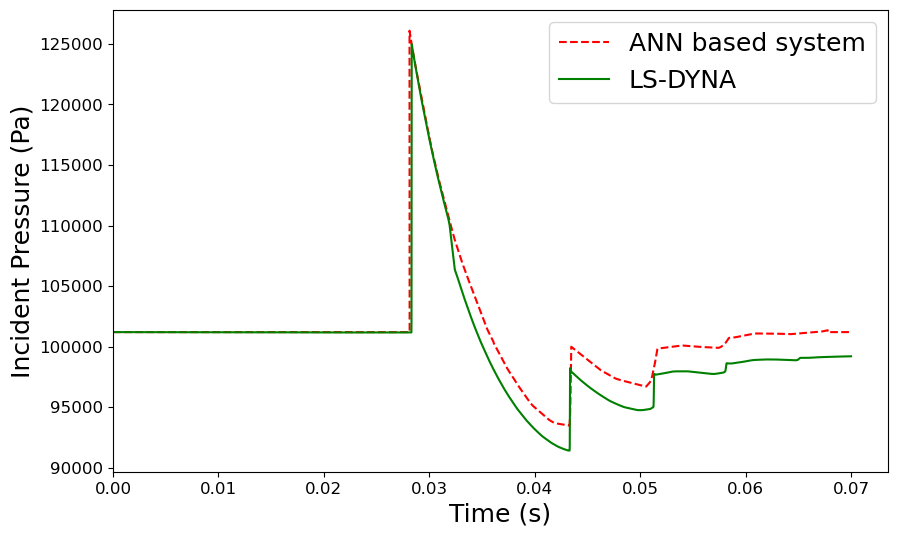 ANN based system
LS-DYNA
Incident Pressure (Pa)
125000
120000
115000
110000
105000
100000
95000
90000
0.00 0.01 0.02 0.03 0.04 0.05 0.06 0.07
Time (s)